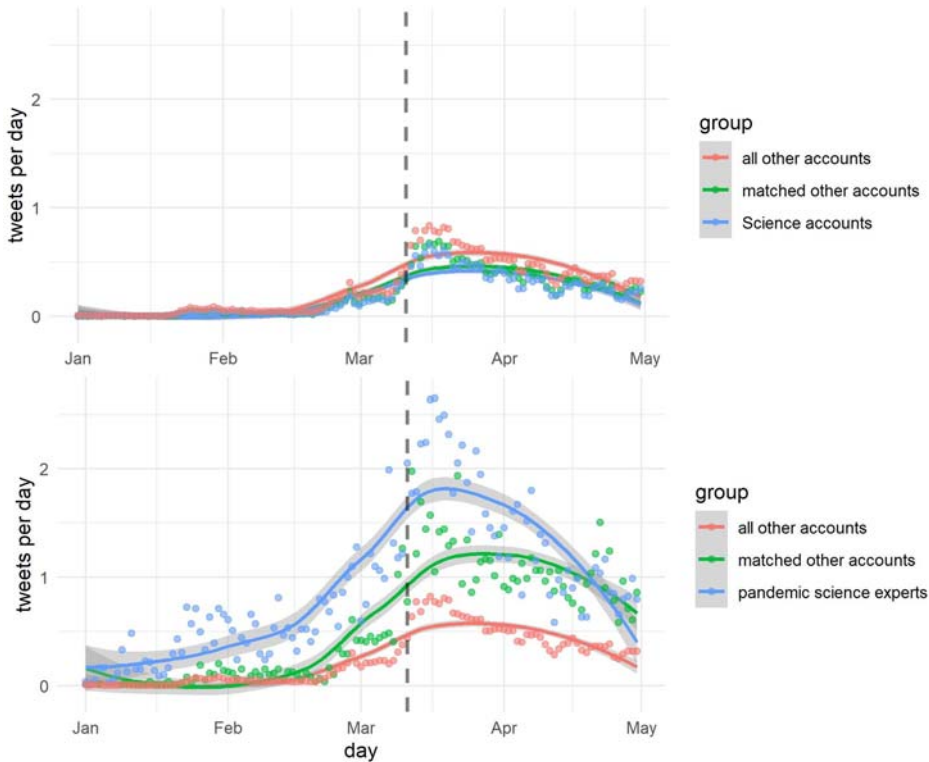 tweets per day
2
1
0
Jan
Feb
Mar
Apr
May
group
all other accounts
matched other accounts
Science accounts
tweets per day
2
1
0
Jan
Feb
Mar
Apr
May
day
group
all other accounts
matched other accounts
pandemic science experts